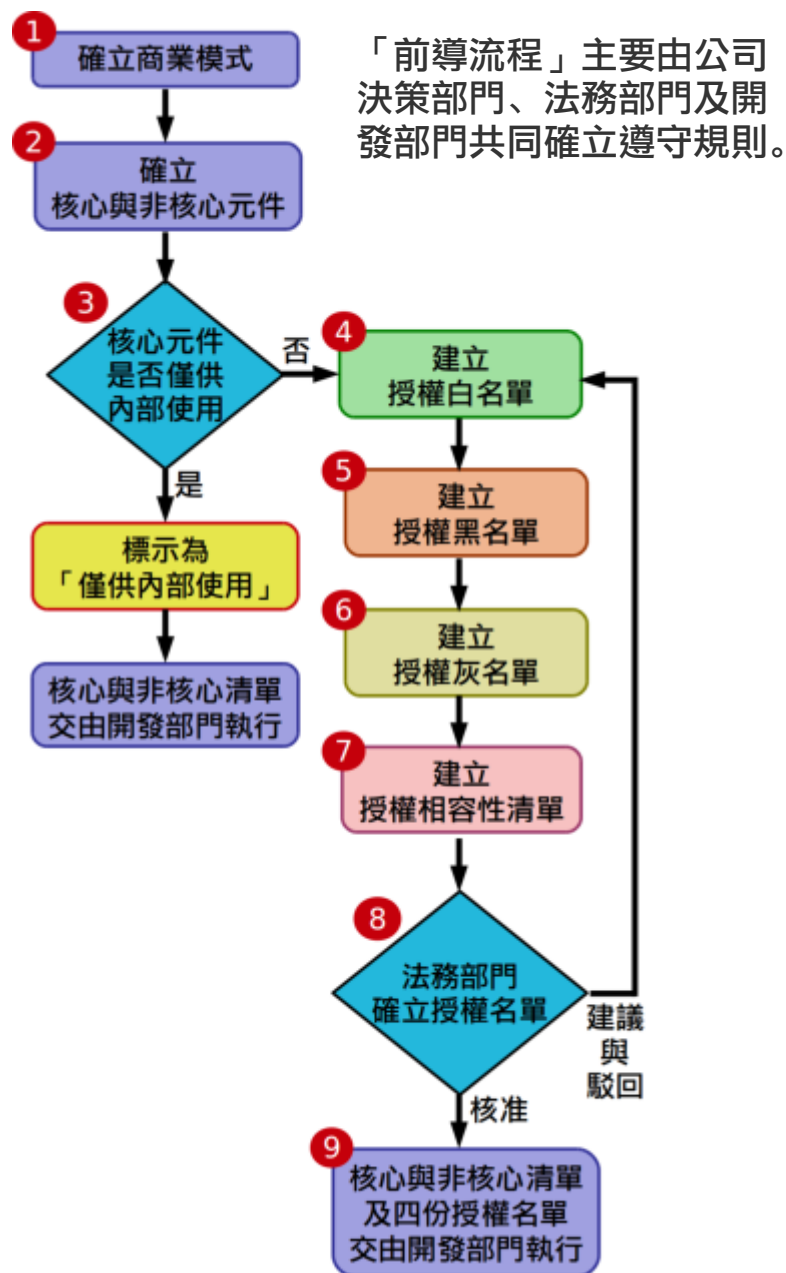 1
確立商業模式
「前導流程」主要由公司
決策部門、法務部門及開
發部門共同確立遵守規則。
2
確立
核心與非核心元件
3
核心元件
是否僅供
內部使用
否
是
標示為
「僅供內部使用」
核心與非核心清單
交由開發部門執行
4
建立
授權白名單
5
建立
授權黑名單
6
建立
授權灰名單
7
建立
授權相容性清單
8
法務部門
確立授權名單
建議
與
駁回
核准
9
核心與非核心清單
及四份授權名單
交由開發部門執行